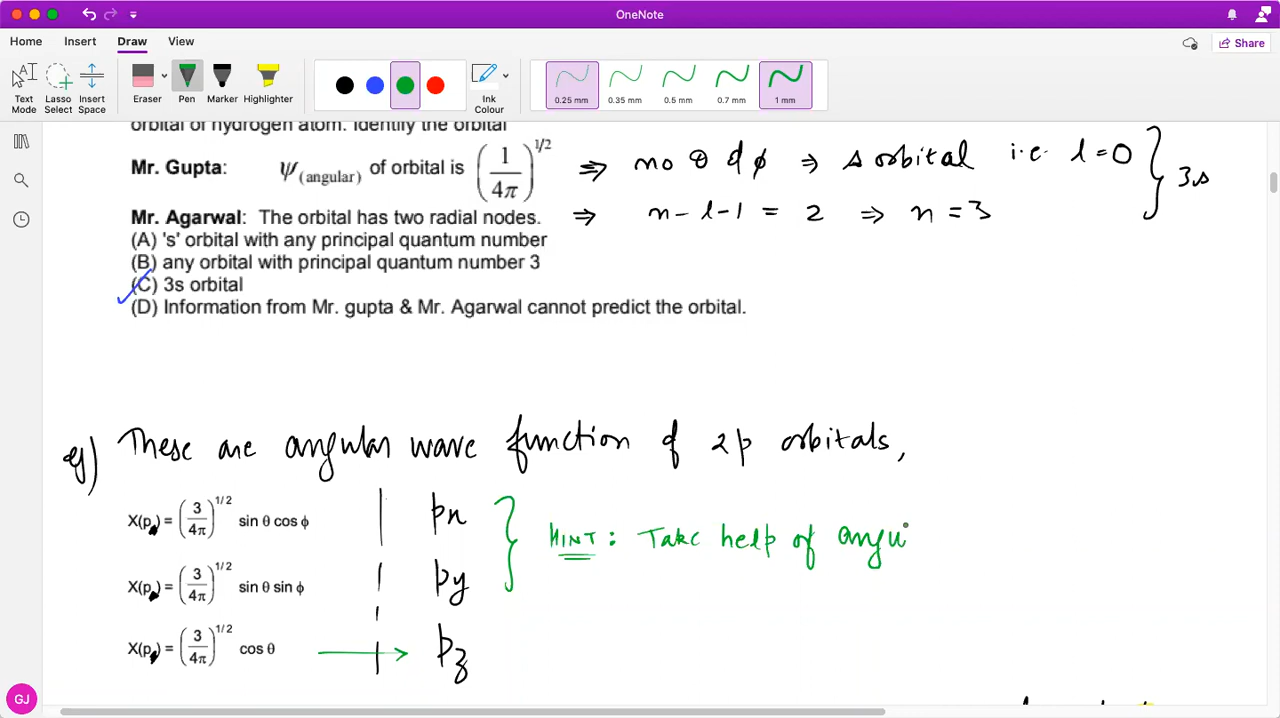 OneNote
Home Insert Draw View
Share
Text Mode
Lasso Select
Insert Space
Eraser
Pen
Marker
Highlighter
Ink Colour
0.25 mm
0.35 mm
0.5 mm
0.7 mm
1 mm
orbital of hydrogen atom. Identify the orbital
Mr. Gupta: ψ(angular) of orbital is (1/4π)^1/2 ⇒ no θ d ϕ ⇒ s orbital i.e. l = 0 } 3s
Mr. Agarwal: The orbital has two radial nodes. ⇒ n-l-1 = 2 ⇒ n = 3
(A) 's' orbital with any principal quantum number
(B) any orbital with principal quantum number 3
(C) 3s orbital
(D) Information from Mr. gupta & Mr. Agarwal cannot predict the orbital.
eg) These are angular wave function of 2p orbitals,
X(p) = (3/4π)^1/2 sin θ cos ϕ | px
HINT: Take help of angu
X(p) = (3/4π)^1/2 sin θ sin ϕ | py
X(p) = (3/4π)^1/2 cos θ → pz
GJ